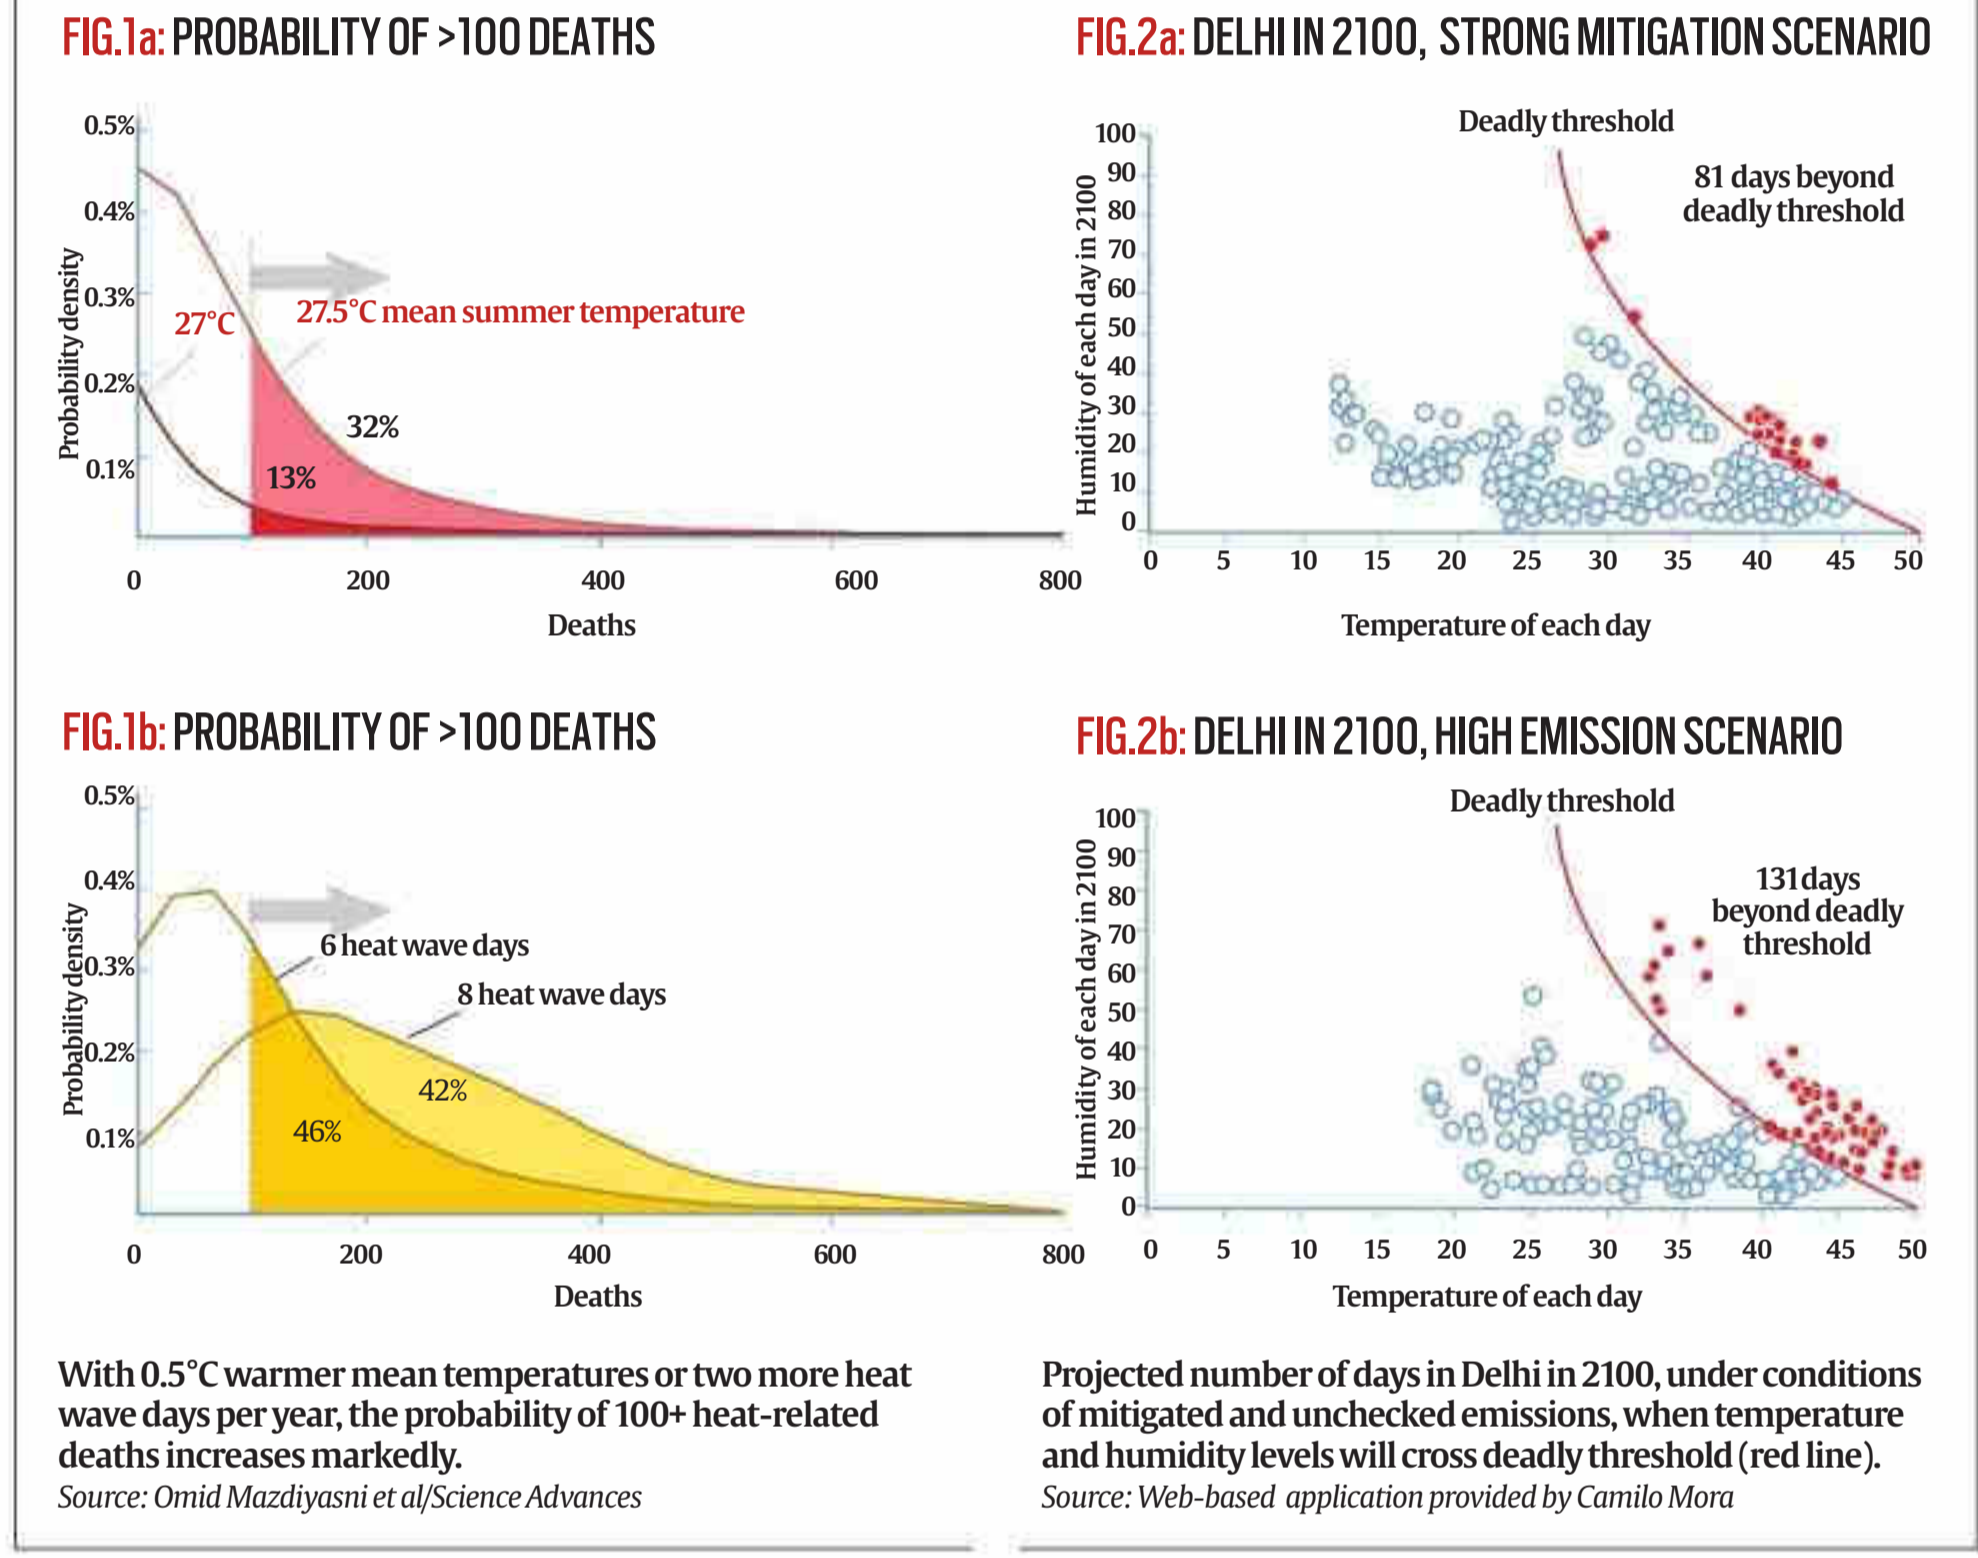 FIG.1a: PROBABILITY OF >100 DEATHS
0.5%
0.4%
0.3%
0.2%
0.1%
Probability density
27°C
27.5°C mean summer temperature
32%
13%
0
200
400
600
800
Deaths
FIG.2a: DELHI IN 2100, STRONG MITIGATION SCENARIO
Deadly threshold
81 days beyond
deadly threshold
Humidity of each day in 2100
100
90
80
70
60
50
40
30
20
10
0
0
5
10
15
20
25
30
35
40
45
50
Temperature of each day
FIG.1b: PROBABILITY OF >100 DEATHS
0.5%
0.4%
0.3%
0.2%
0.1%
Probability density
6 heat wave days
8 heat wave days
42%
46%
0
200
400
600
800
Deaths
FIG.2b: DELHI IN 2100, HIGH EMISSION SCENARIO
Deadly threshold
131 days
beyond deadly
threshold
Humidity of each day in 2100
100
90
80
70
60
50
40
30
20
10
0
0
5
10
15
20
25
30
35
40
45
50
Temperature of each day
With 0.5°C warmer mean temperatures or two more heat
wave days per year, the probability of 100+ heat-related
deaths increases markedly.
Source: Omid Mazdiyasni et al/Science Advances
Projected number of days in Delhi in 2100, under conditions
of mitigated and unchecked emissions, when temperature
and humidity levels will cross deadly threshold (red line).
Source: Web-based application provided by Camilo Mora